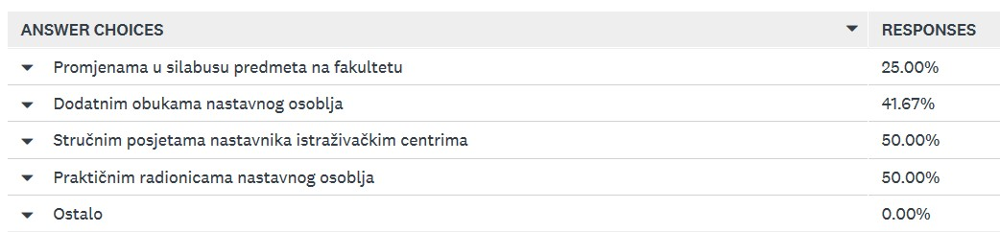 ANSWER CHOICES RESPONSES
Promjenama u silabusu predmeta na fakultetu 25.00%
Dodatnim obukama nastavnog osoblja 41.67%
Stručnim posjetama nastavnika istraživačkim centrima 50.00%
Praktičnim radionicama nastavnog osoblja 50.00%
Ostalo 0.00%